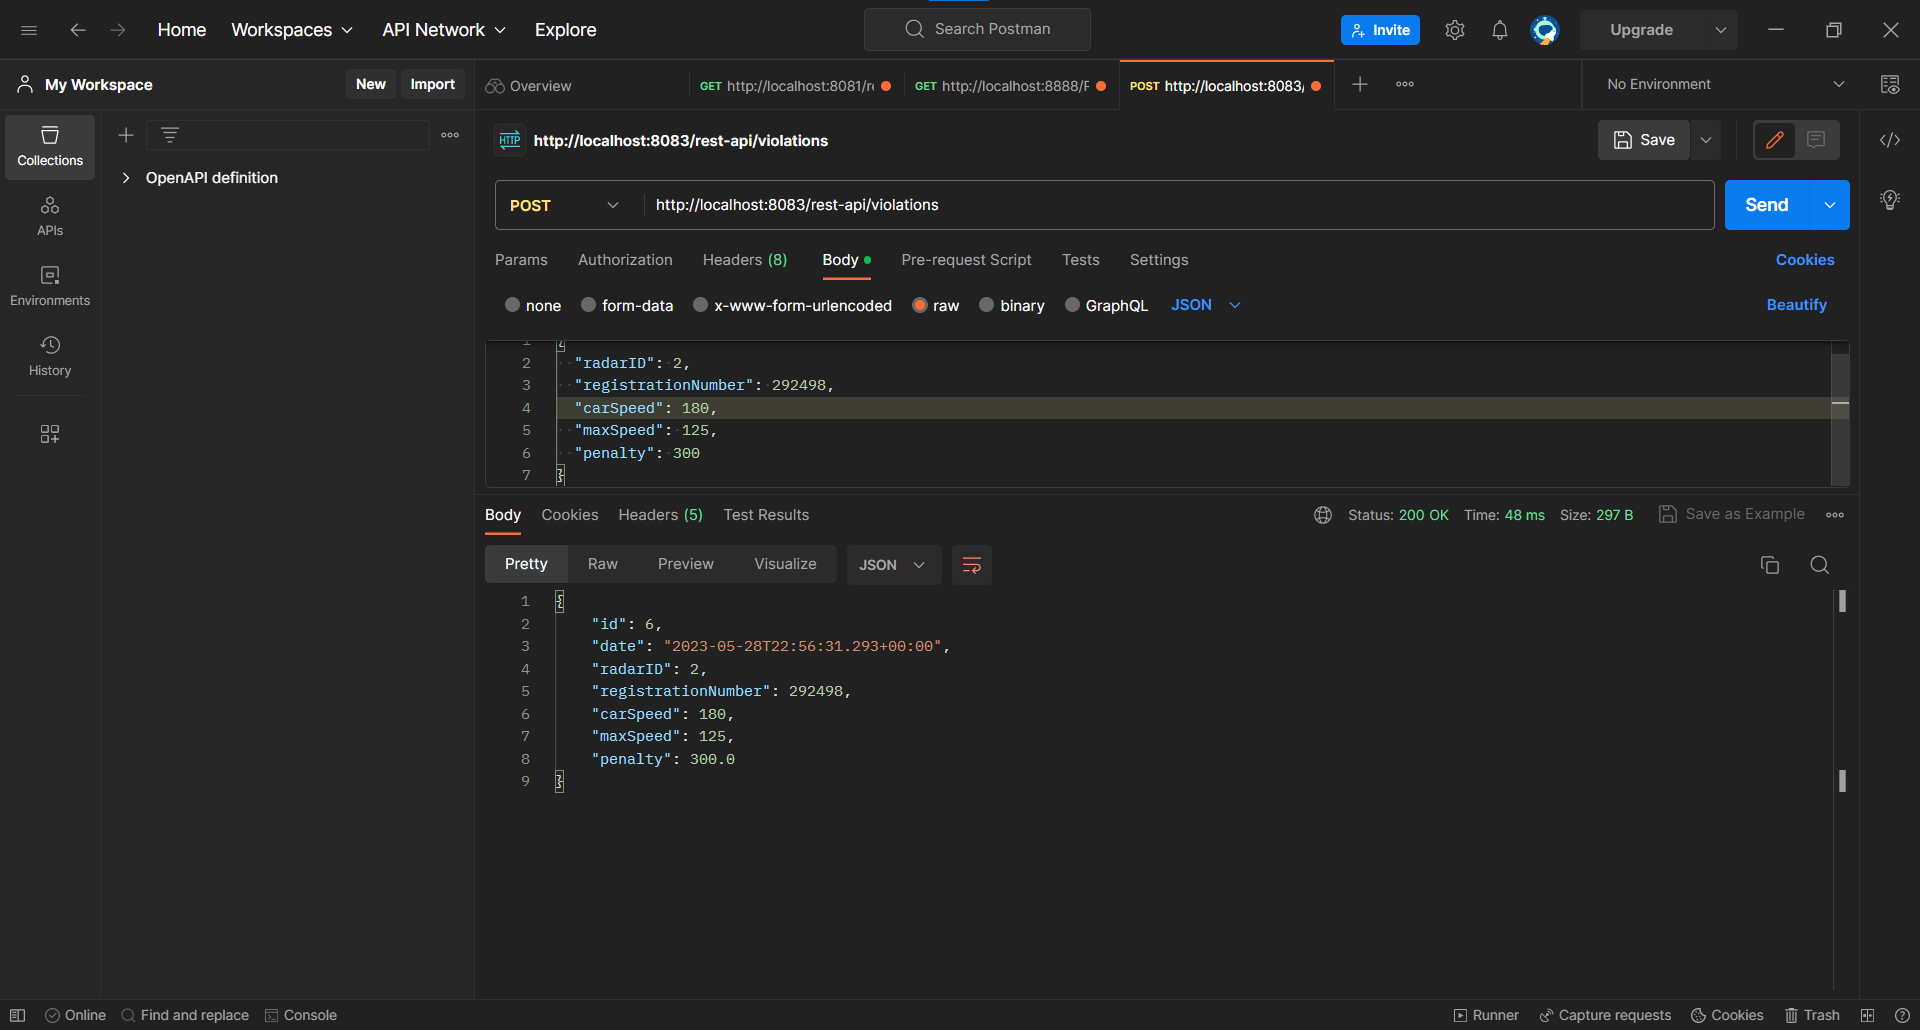 Home Workspaces API Network Explore Search Postman Invite Upgrade
My Workspace New Import Overview GET http://localhost:8081/re GET http://localhost:8888/F POST http://localhost:8083/ No Environment
Collections
APIs
Environments
History
OpenAPI definition
HTTP http://localhost:8083/rest-api/violations Save
POST http://localhost:8083/rest-api/violations Send
Params Authorization Headers (8) Body Pre-request Script Tests Settings Cookies
none form-data x-www-form-urlencoded raw binary GraphQL JSON Beautify
1 {
2 "radarID": 2,
3 "registrationNumber": 292498,
4 "carSpeed": 180,
5 "maxSpeed": 125,
6 "penalty": 300
7 }
Body Cookies Headers (5) Test Results Status: 200 OK Time: 48 ms Size: 297 B Save as Example
Pretty Raw Preview Visualize JSON
1 {
2 "id": 6,
3 "date": "2023-05-28T22:56:31.293+00:00",
4 "radarID": 2,
5 "registrationNumber": 292498,
6 "carSpeed": 180,
7 "maxSpeed": 125,
8 "penalty": 300.0
9 }
Online Find and replace Console Runner Capture requests Cookies Trash